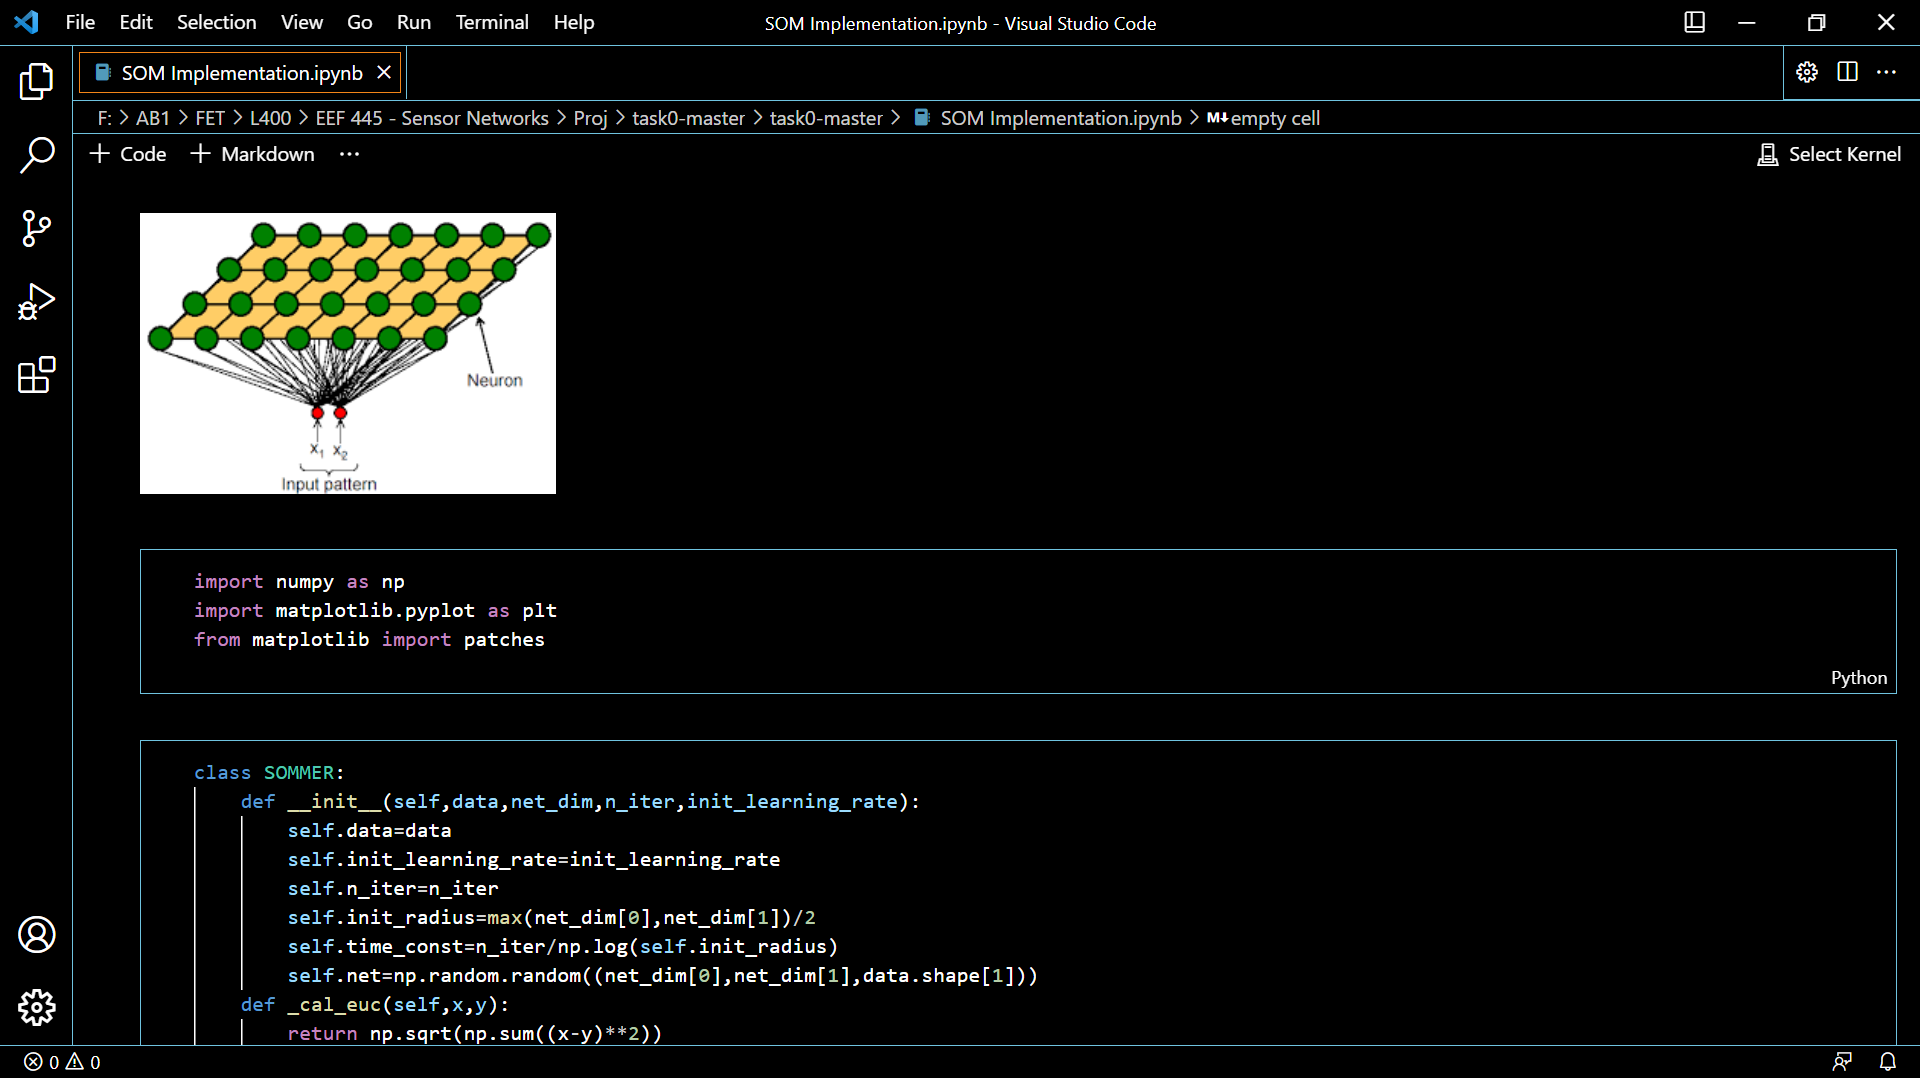 File Edit Selection View Go Run Terminal Help
SOM Implementation.ipynb - Visual Studio Code
SOM Implementation.ipynb
F: > AB1 > FET > L400 > EEF 445 - Sensor Networks > Proj > task0-master > task0-master > SOM Implementation.ipynb > M↓ empty cell
+ Code + Markdown ···
Select Kernel
Neuron
x1 x2
Input pattern
import numpy as np
import matplotlib.pyplot as plt
from matplotlib import patches
Python
class SOMMER:
    def __init__(self,data,net_dim,n_iter,init_learning_rate):
        self.data=data
        self.init_learning_rate=init_learning_rate
        self.n_iter=n_iter
        self.init_radius=max(net_dim[0],net_dim[1])/2
        self.time_const=n_iter/np.log(self.init_radius)
        self.net=np.random.random((net_dim[0],net_dim[1],data.shape[1]))
    def _cal_euc(self,x,y):
        return np.sqrt(np.sum((x-y)**2))
0 0